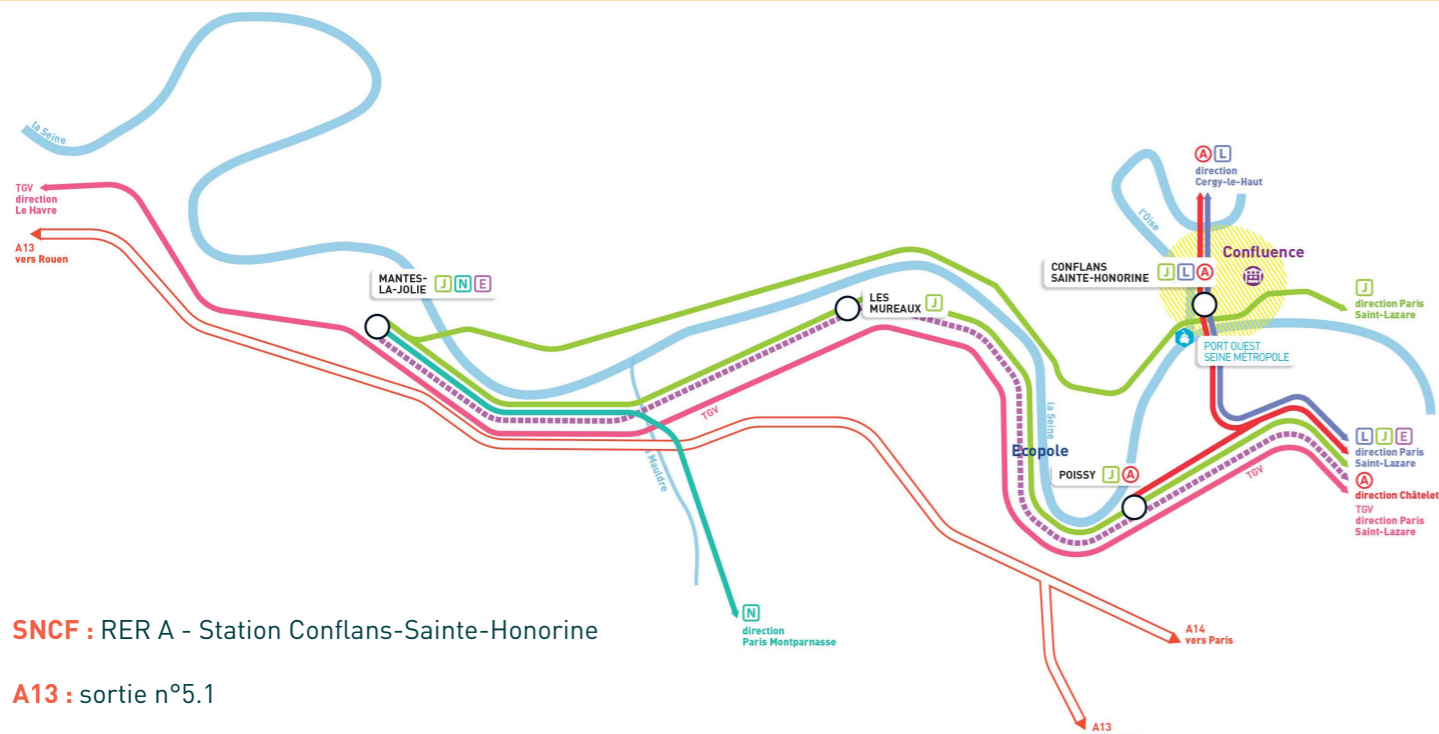 la Seine
TGV
direction
Le Havre
A13
vers Rouen
MANTES-
LA-JOLIE J N E
LES
MUREAUX J
A L
direction
Cergy-le-Haut
l'Oise
Confluence
CONFLANS
SAINTE-HONORINE J L A
J
direction Paris
Saint-Lazare
PORT OUEST
SEINE MÉTROPOLE
TGV
la Seine
Ecopole
Mauldre
POISSY J A
TGV
L J E
direction Paris
Saint-Lazare
A
direction Châtelet
TGV
direction Paris
Saint-Lazare
N
direction
Paris Montparnasse
A14
vers Paris
A13
SNCF : RER A - Station Conflans-Sainte-Honorine
A13 : sortie n°5.1